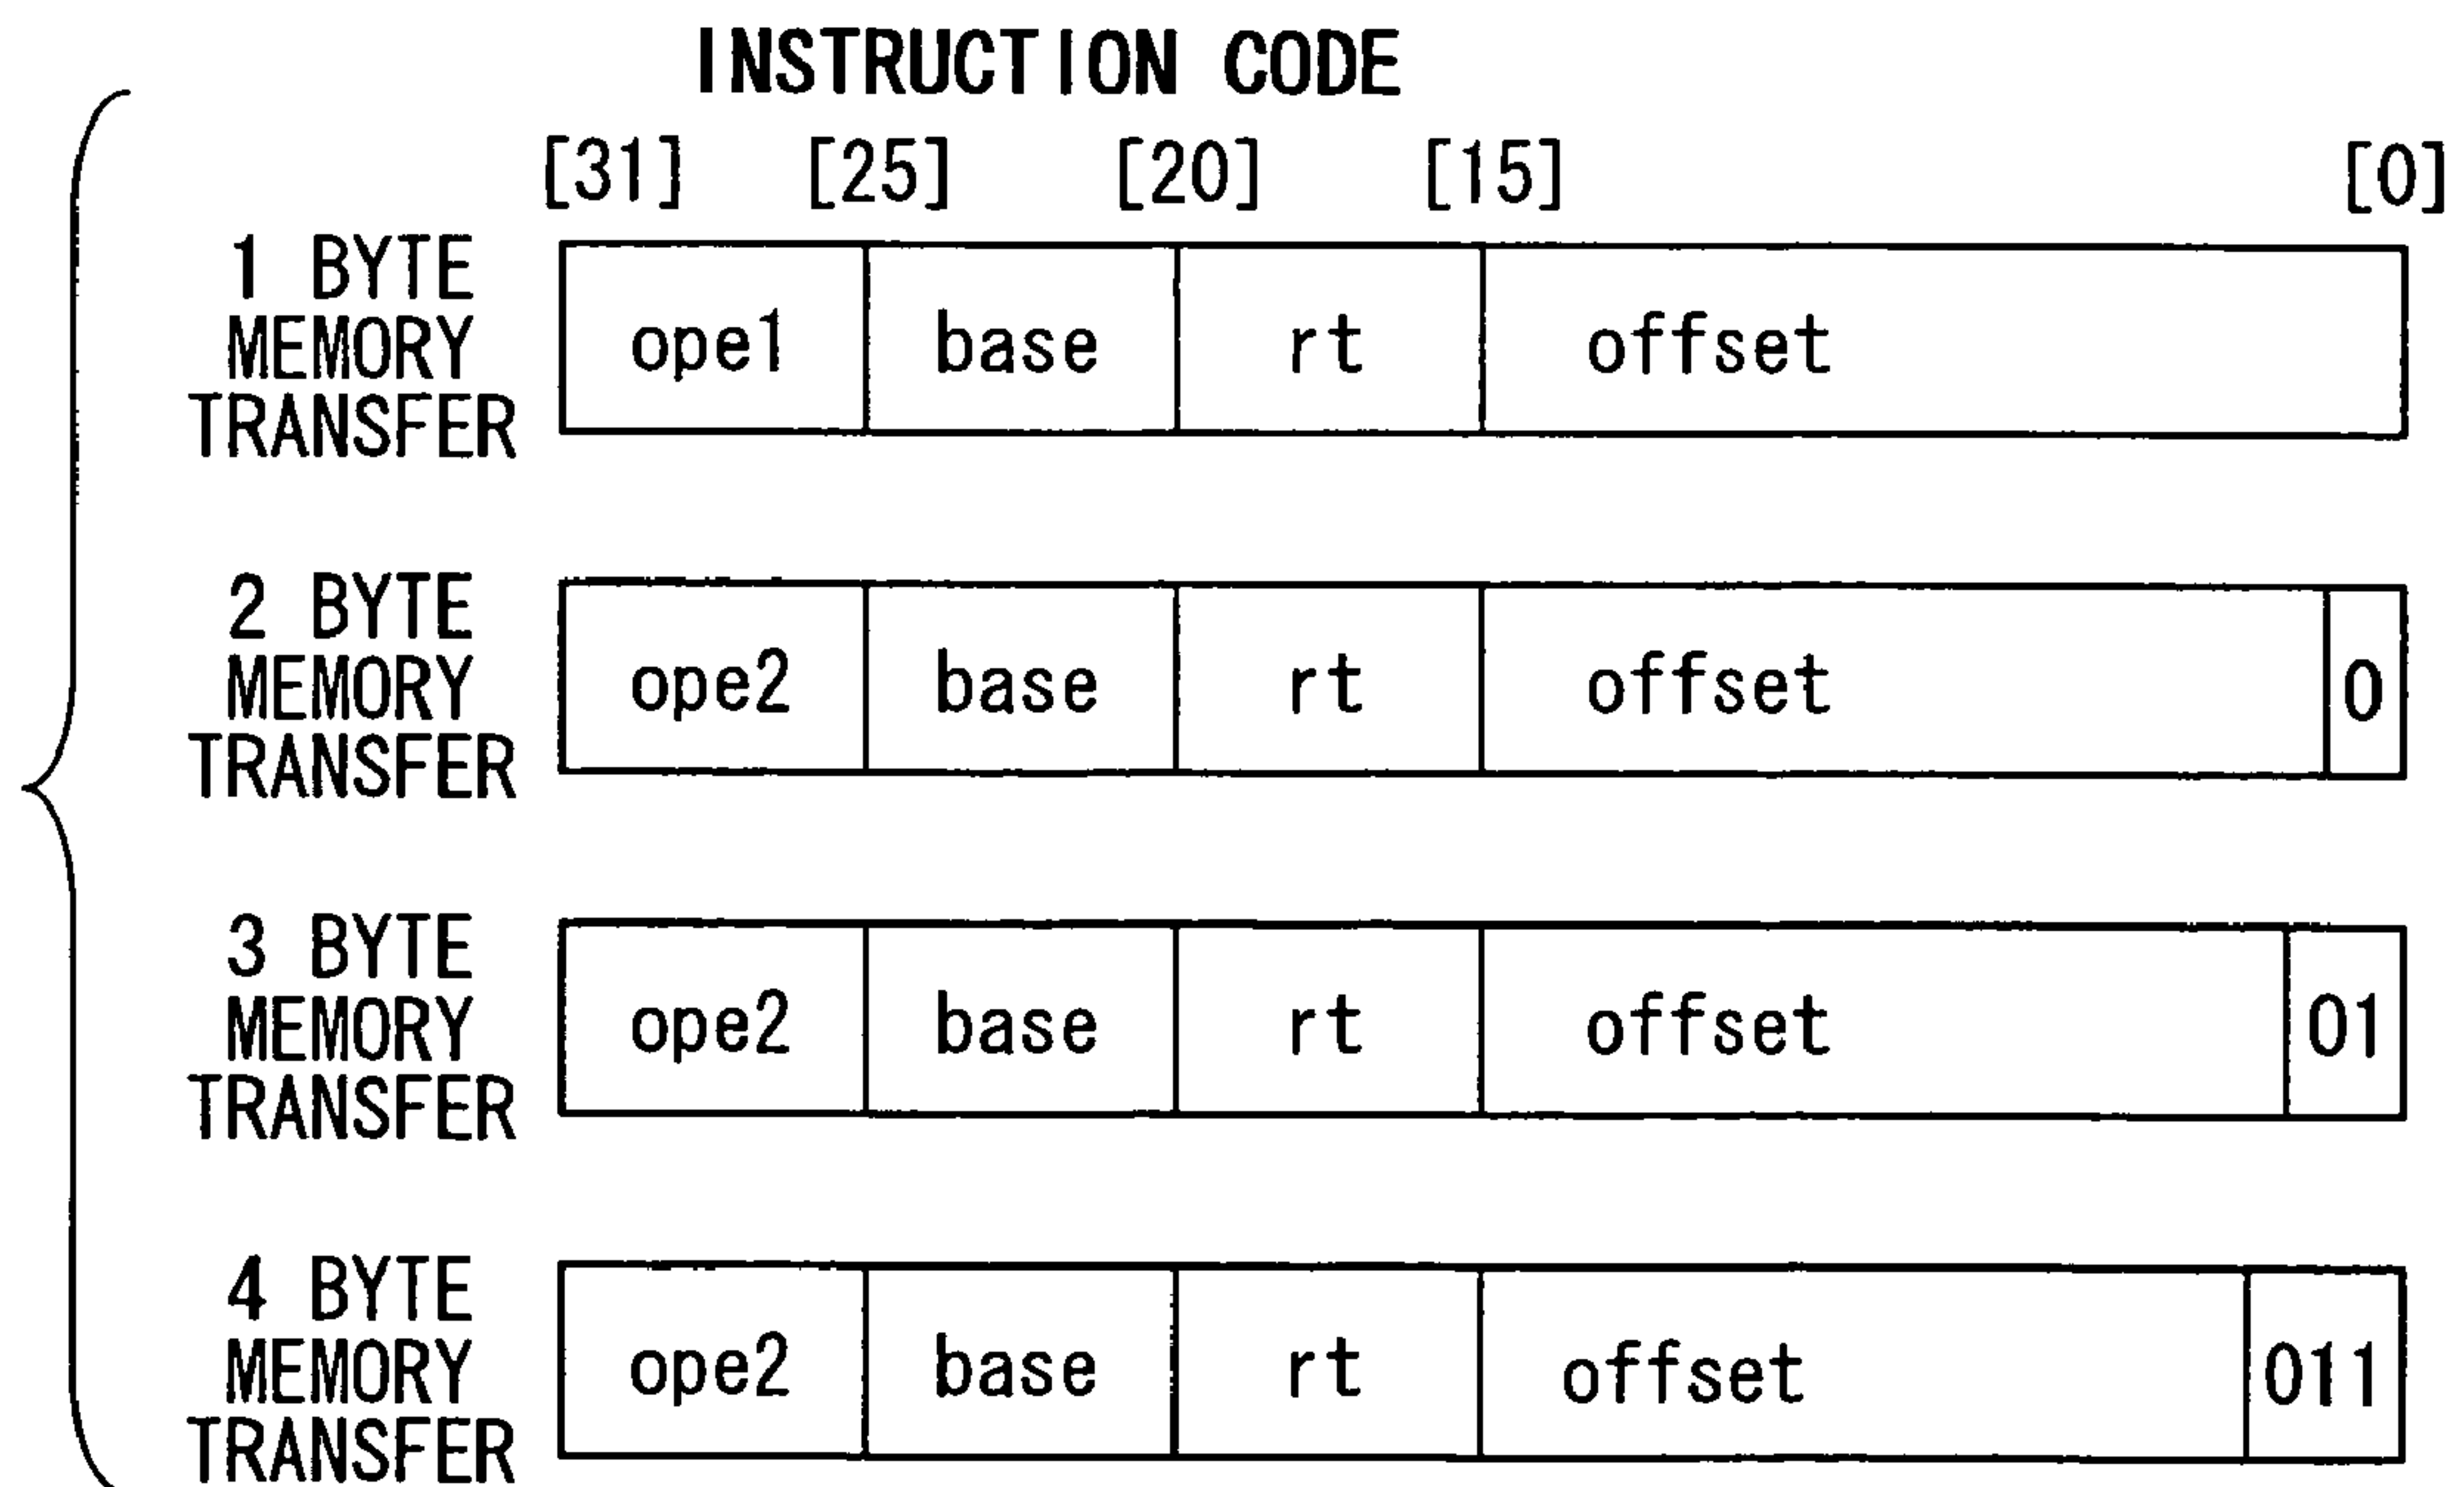 INSTRUCTION CODE
[31] [25] [20] [15] [0]
1 BYTE
MEMORY
TRANSFER
ope1 base rt offset
2 BYTE
MEMORY
TRANSFER
ope2 base rt offset 0
3 BYTE
MEMORY
TRANSFER
ope2 base rt offset 01
4 BYTE
MEMORY
TRANSFER
ope2 base rt offset 011